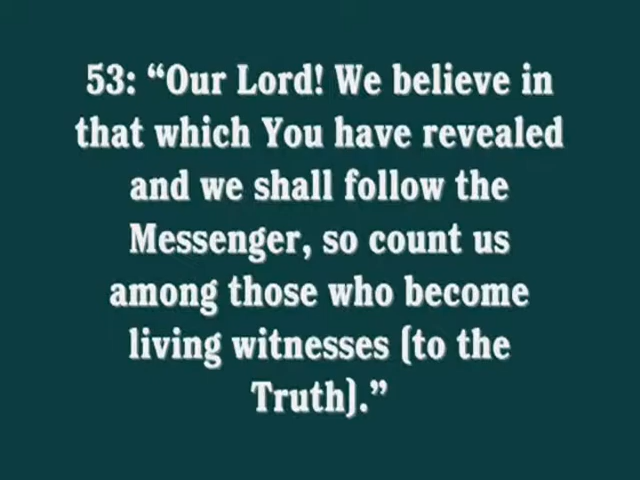 53: “Our Lord! We believe in
that which You have revealed
and we shall follow the
Messenger, so count us
among those who become
living witnesses (to the
Truth).”